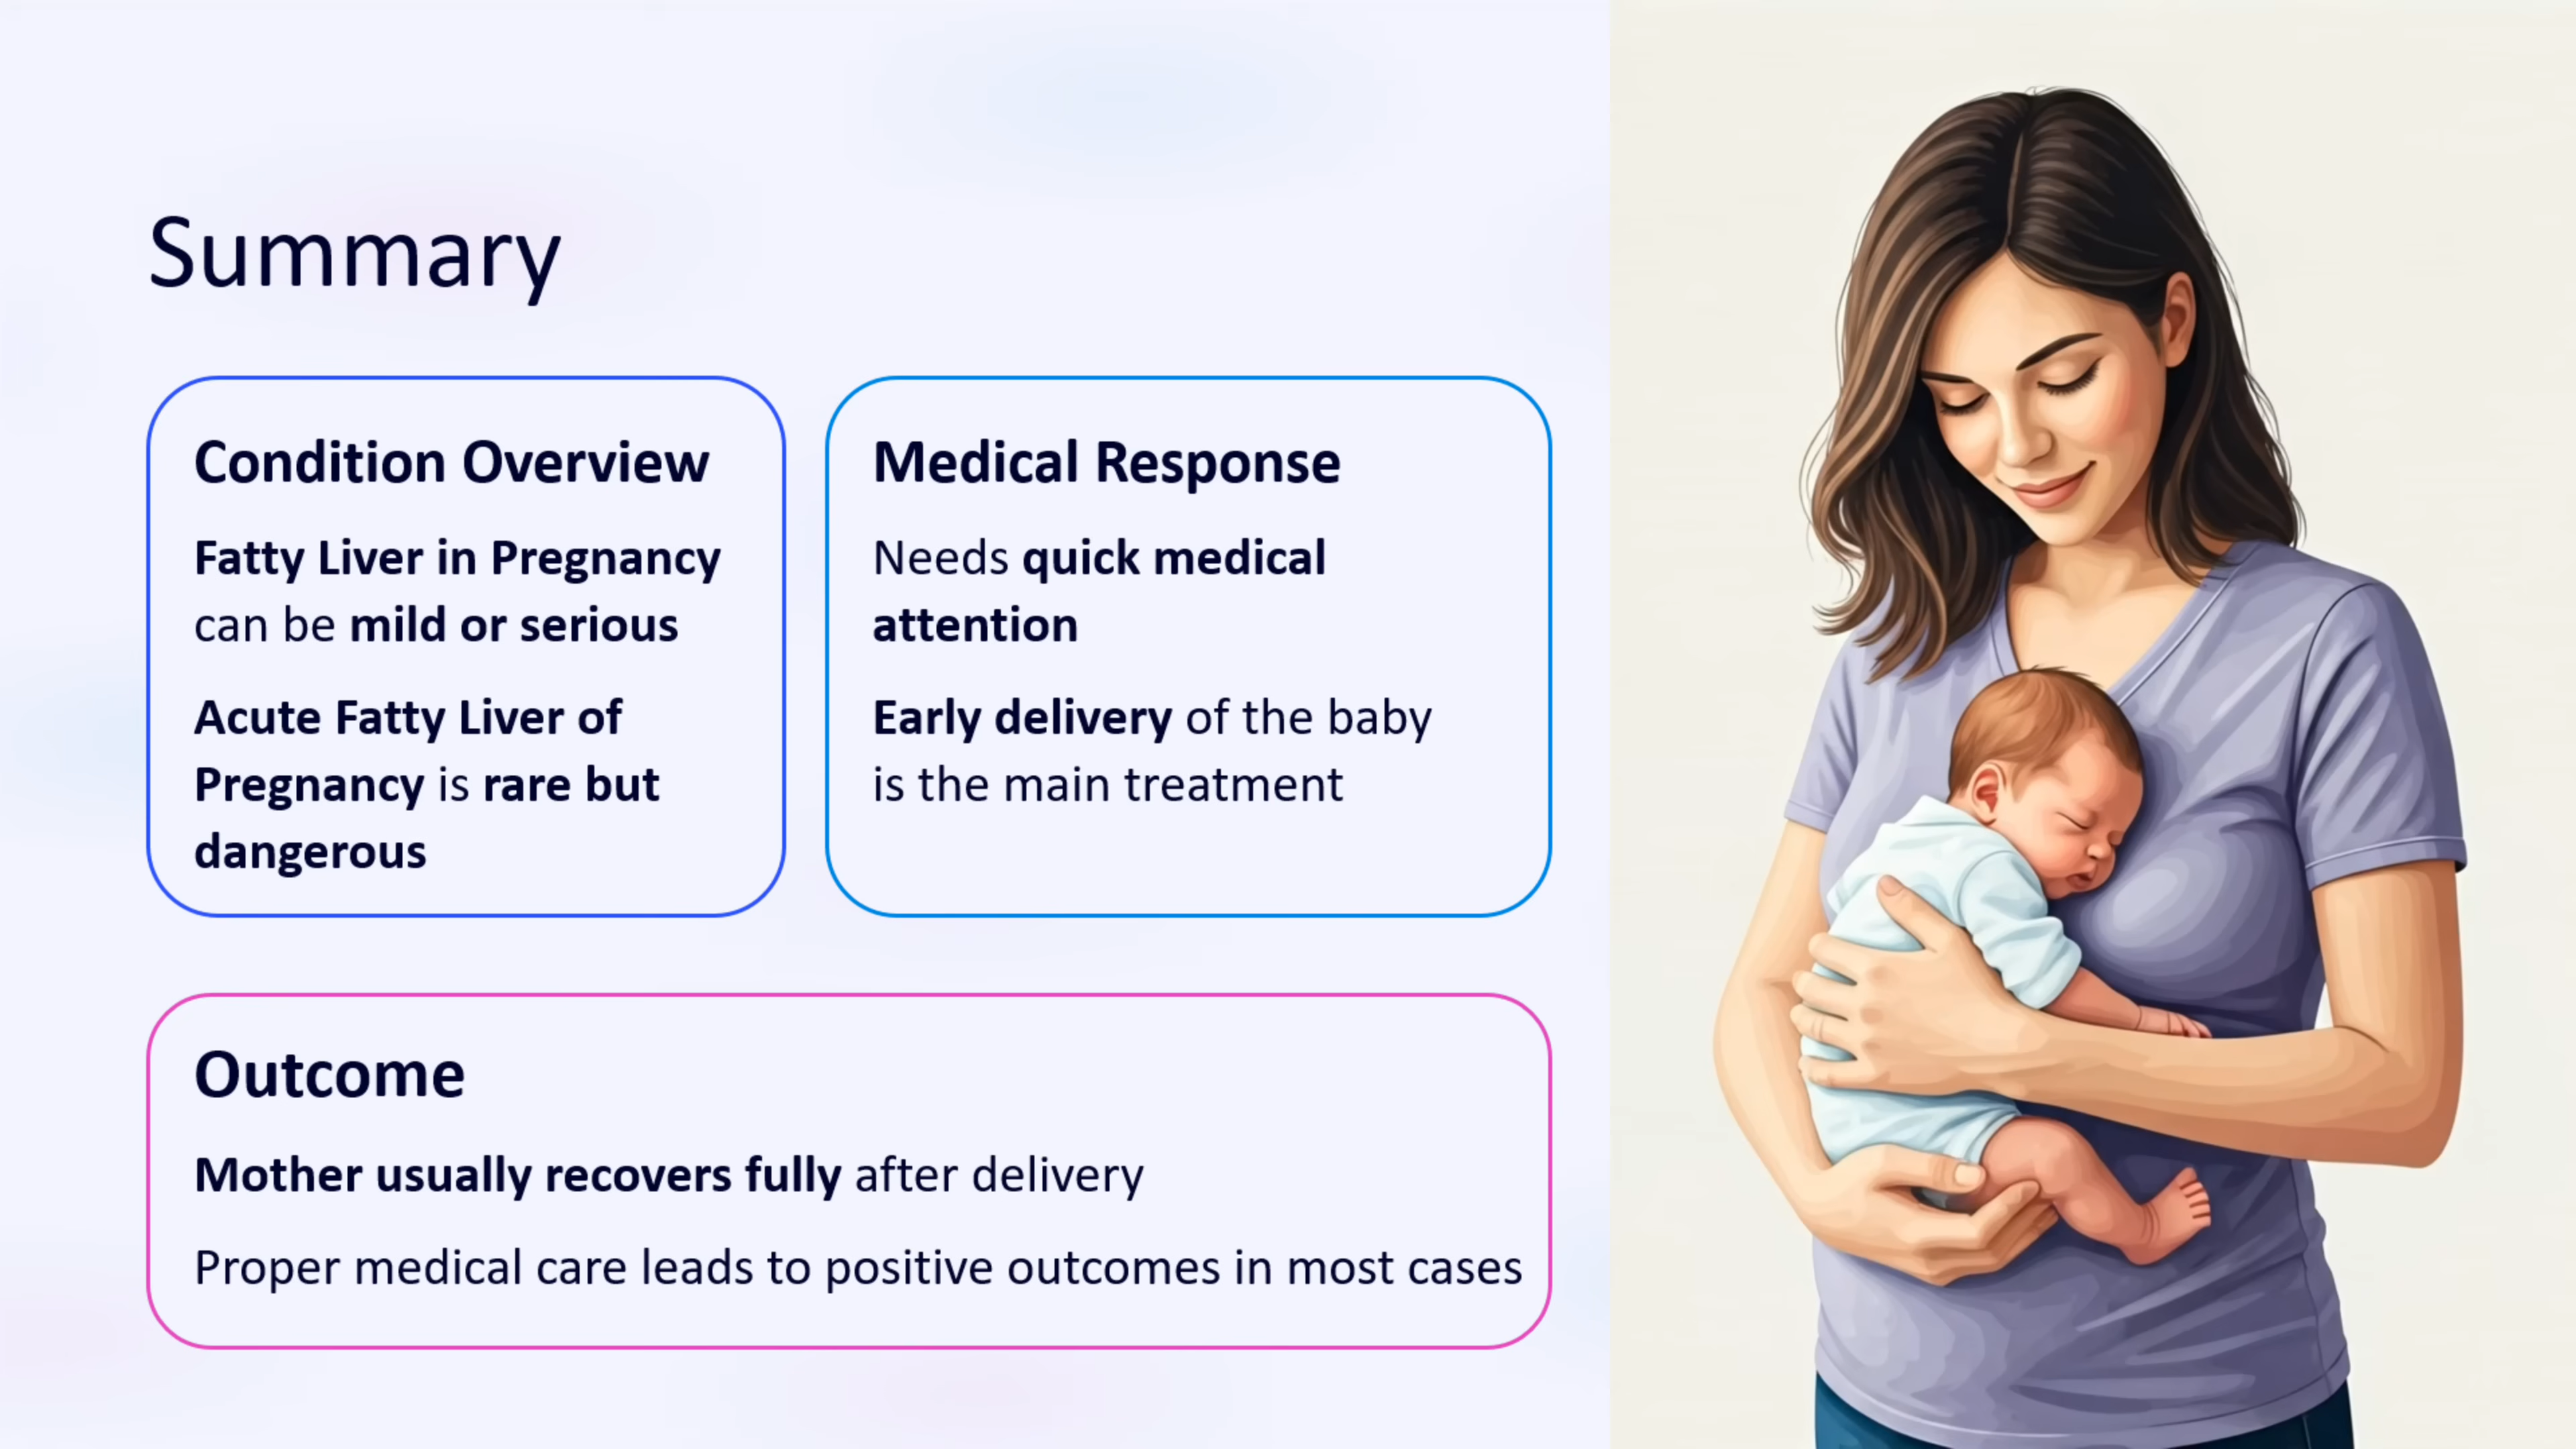 Summary
Condition Overview
Fatty Liver in Pregnancy
can be mild or serious
Acute Fatty Liver of
Pregnancy is rare but
dangerous
Medical Response
Needs quick medical
attention
Early delivery of the baby
is the main treatment
Outcome
Mother usually recovers fully after delivery
Proper medical care leads to positive outcomes in most cases